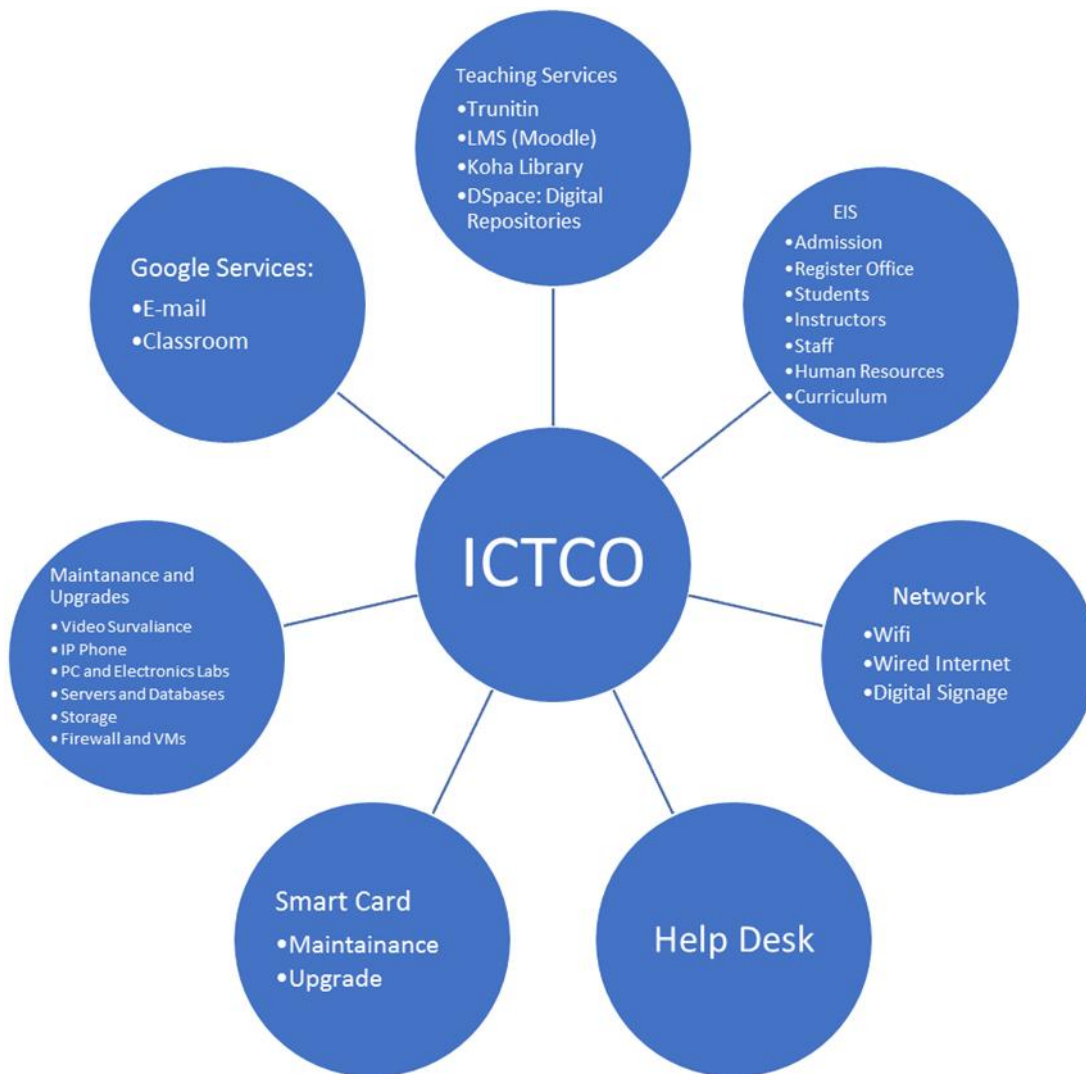 Teaching Services
•Trunitin
•LMS (Moodle)
•Koha Library
•DSpace: Digital
Repositories
EIS
•Admission
•Register Office
•Students
•Instructors
•Staff
•Human Resources
•Curriculum
Google Services:
•E-mail
•Classroom
ICTCO
Network
•Wifi
•Wired Internet
•Digital Signage
Maintanance and
Upgrades
• Video Survaliance
• IP Phone
• PC and Electronics Labs
• Servers and Databases
• Storage
• Firewall and VMs
Smart Card
•Maintainance
•Upgrade
Help Desk